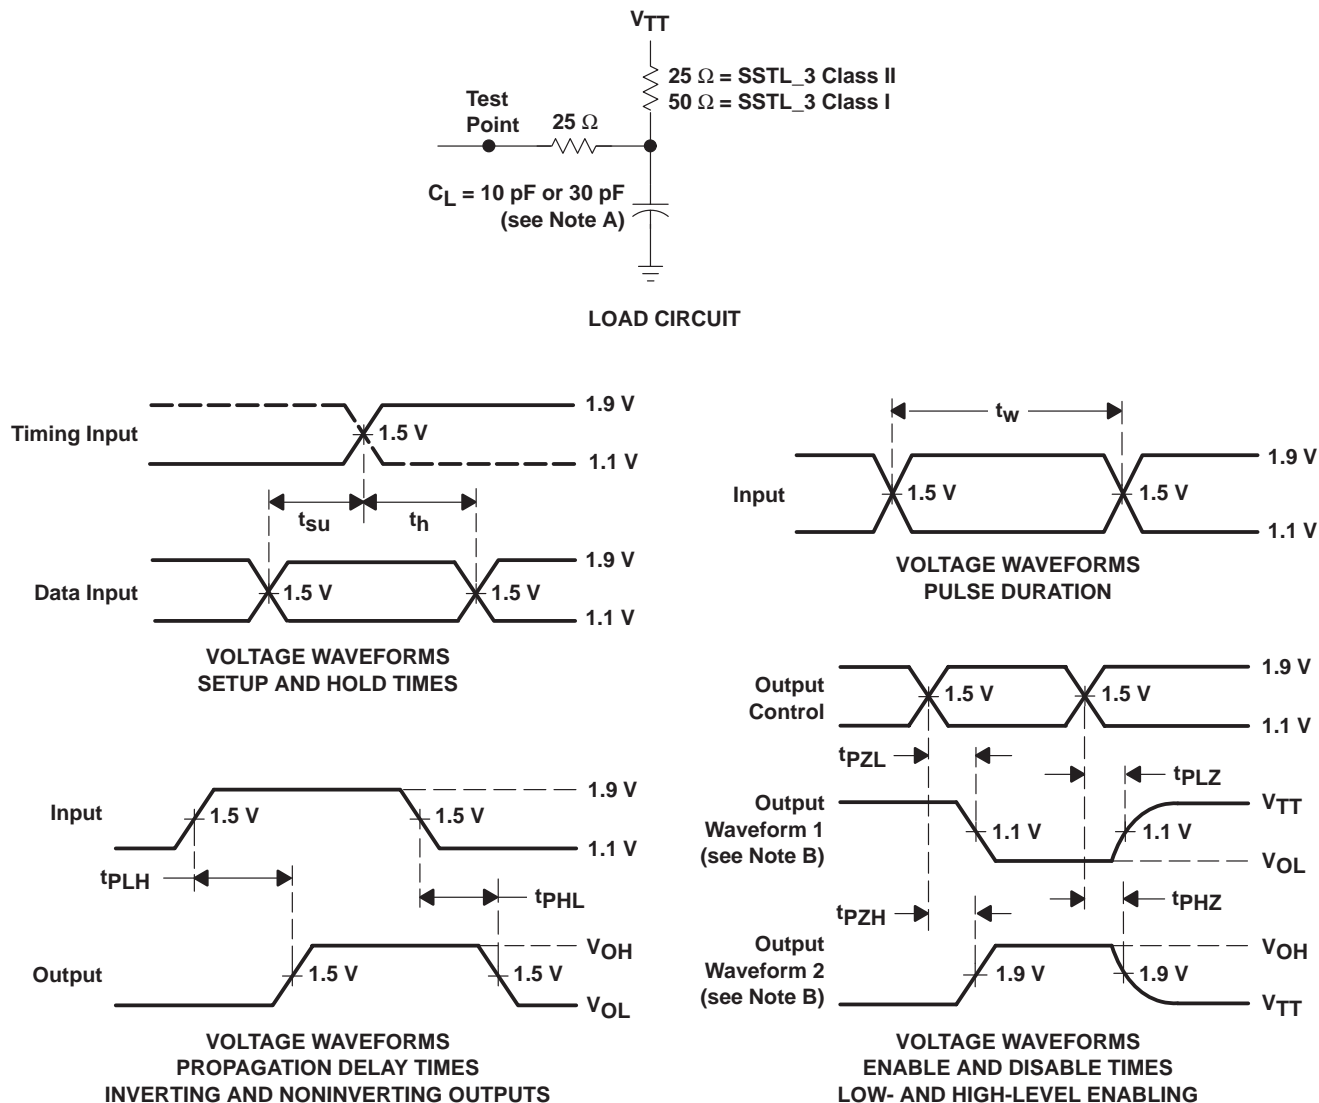 VTT
25 Ω = SSTL_3 Class II
50 Ω = SSTL_3 Class I
Test
Point
25 Ω
CL = 10 pF or 30 pF
(see Note A)
LOAD CIRCUIT
Timing Input
1.9 V
1.5 V
1.1 V
tsu
th
Data Input
1.9 V
1.5 V
1.5 V
1.1 V
VOLTAGE WAVEFORMS
SETUP AND HOLD TIMES
tw
Input
1.9 V
1.5 V
1.5 V
1.1 V
VOLTAGE WAVEFORMS
PULSE DURATION
Input
1.9 V
1.5 V
1.5 V
1.1 V
tPLH
tPHL
Output
VOH
1.5 V
1.5 V
VOL
VOLTAGE WAVEFORMS
PROPAGATION DELAY TIMES
INVERTING AND NONINVERTING OUTPUTS
Output
Control
1.9 V
1.5 V
1.5 V
1.1 V
tPZL
tPLZ
Output
Waveform 1
(see Note B)
VTT
1.1 V
1.1 V
VOL
tPZH
tPHZ
Output
Waveform 2
(see Note B)
VOH
1.9 V
1.9 V
VTT
VOLTAGE WAVEFORMS
ENABLE AND DISABLE TIMES
LOW- AND HIGH-LEVEL ENABLING